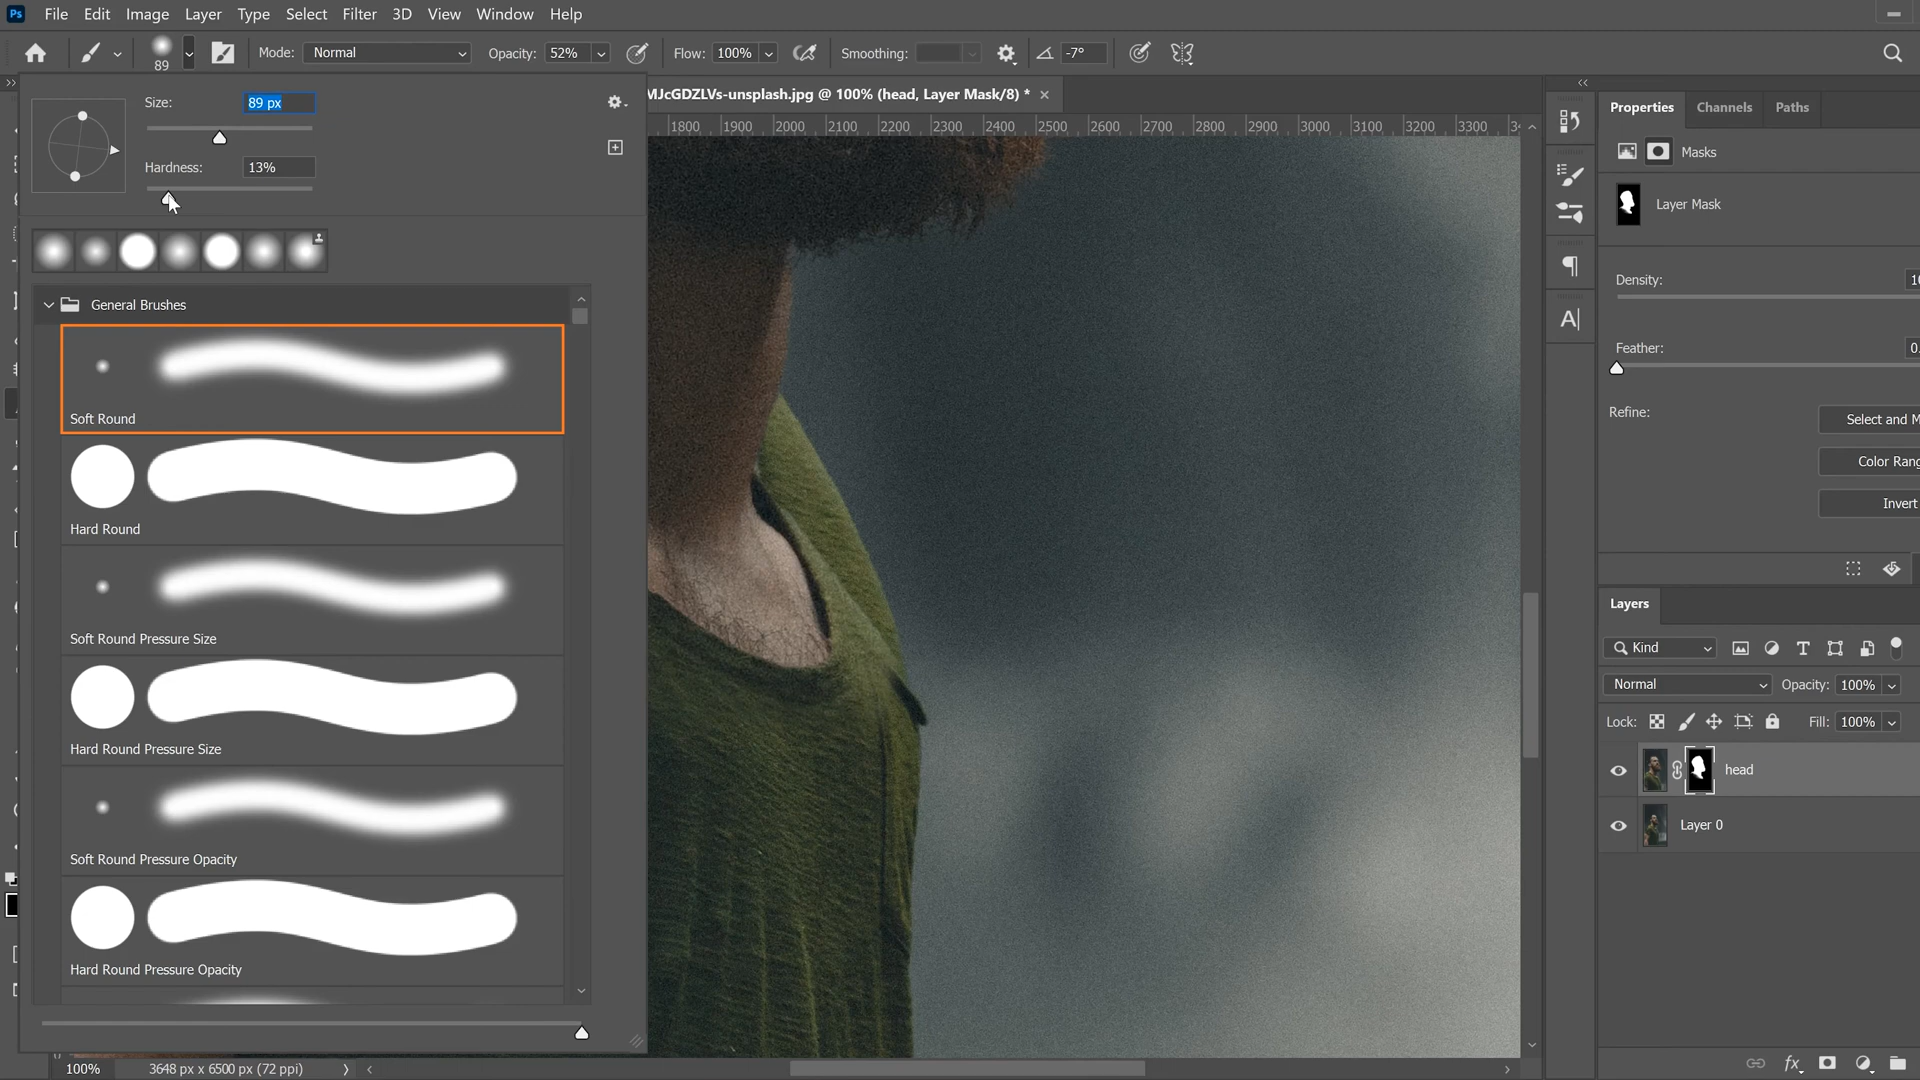 Ps File Edit Image Layer Type Select Filter 3D View Window Help
89 Mode: Normal Opacity: 52% Flow: 100% Smoothing: -7°
MJcGDZLVs-unsplash.jpg @ 100% (head, Layer Mask/8) *
1800 1900 2000 2100 2200 2300 2400 2500 2600 2700 2800 2900 3000 3100 3200 3300
Size: 89 px
Hardness: 13%
General Brushes
Soft Round
Hard Round
Soft Round Pressure Size
Hard Round Pressure Size
Soft Round Pressure Opacity
Hard Round Pressure Opacity
100% 3648 px x 6500 px (72 ppi)
Properties Channels Paths
Masks
Layer Mask
Density:
Feather:
Refine:
Select and M
Color Rang
Invert
Layers
Kind
Normal Opacity: 100%
Lock: Fill: 100%
head
Layer 0